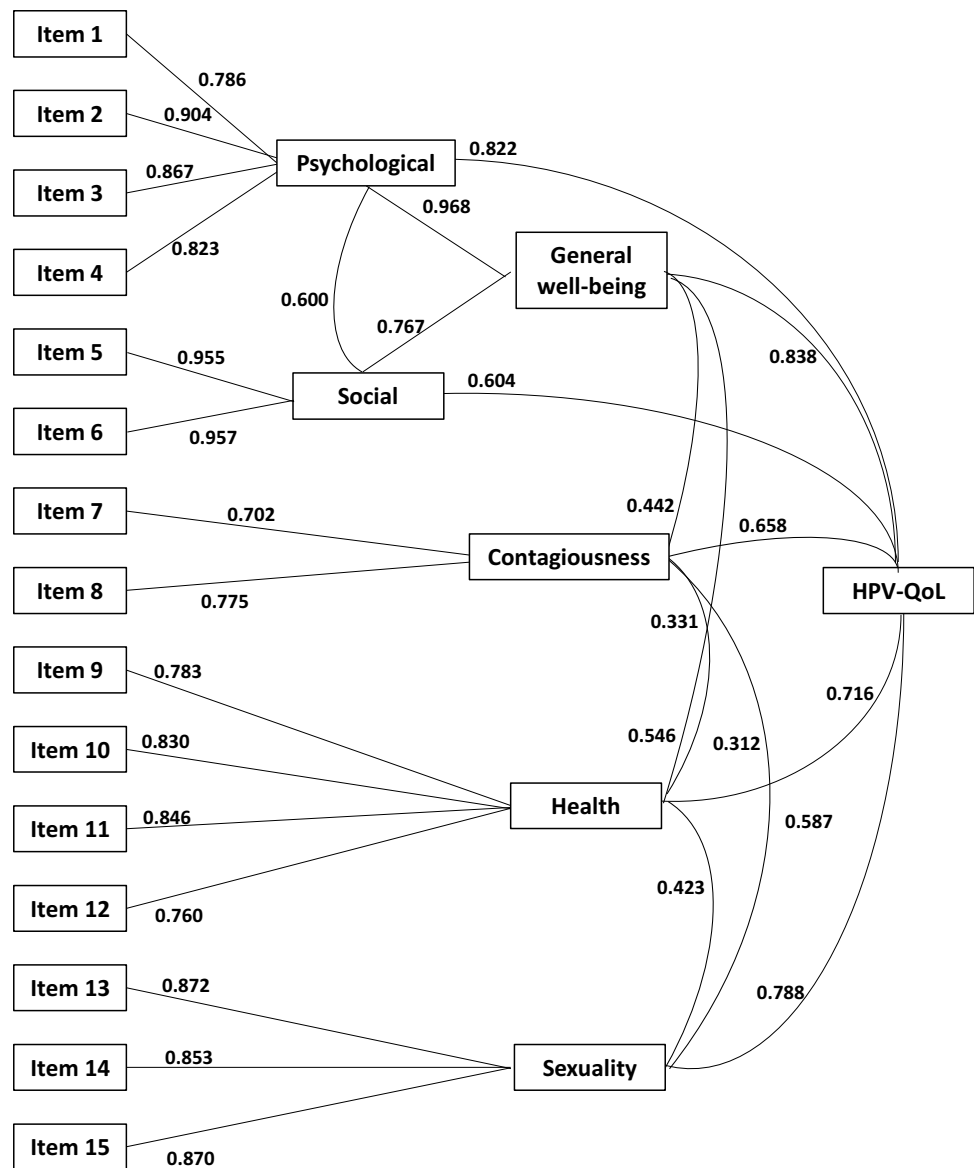 Item 1
0.786
Item 2
0.904
Psychological
0.822
Item 3
0.867
0.968
Item 4
0.823
General
well-being
0.600
0.767
0.838
Item 5
0.955
Social
0.604
Item 6
0.957
Item 7
0.702
0.442
0.658
Contagiousness
Item 8
0.775
HPV-QoL
0.331
Item 9
0.783
0.716
Item 10
0.830
0.546
0.312
Health
Item 11
0.846
0.587
0.423
Item 12
0.760
Item 13
0.872
0.788
Item 14
0.853
Sexuality
Item 15
0.870